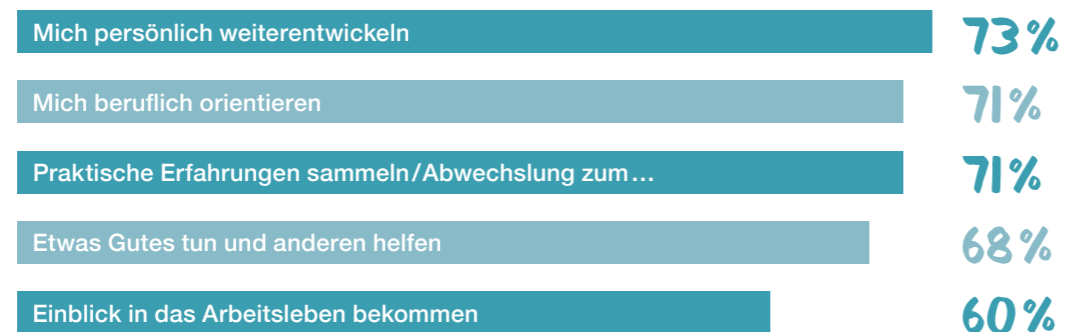 Mich persönlich weiterentwickeln 73 %
Mich beruflich orientieren 71 %
Praktische Erfahrungen sammeln/Abwechslung zum… 71 %
Etwas Gutes tun und anderen helfen 68 %
Einblick in das Arbeitsleben bekommen 60 %